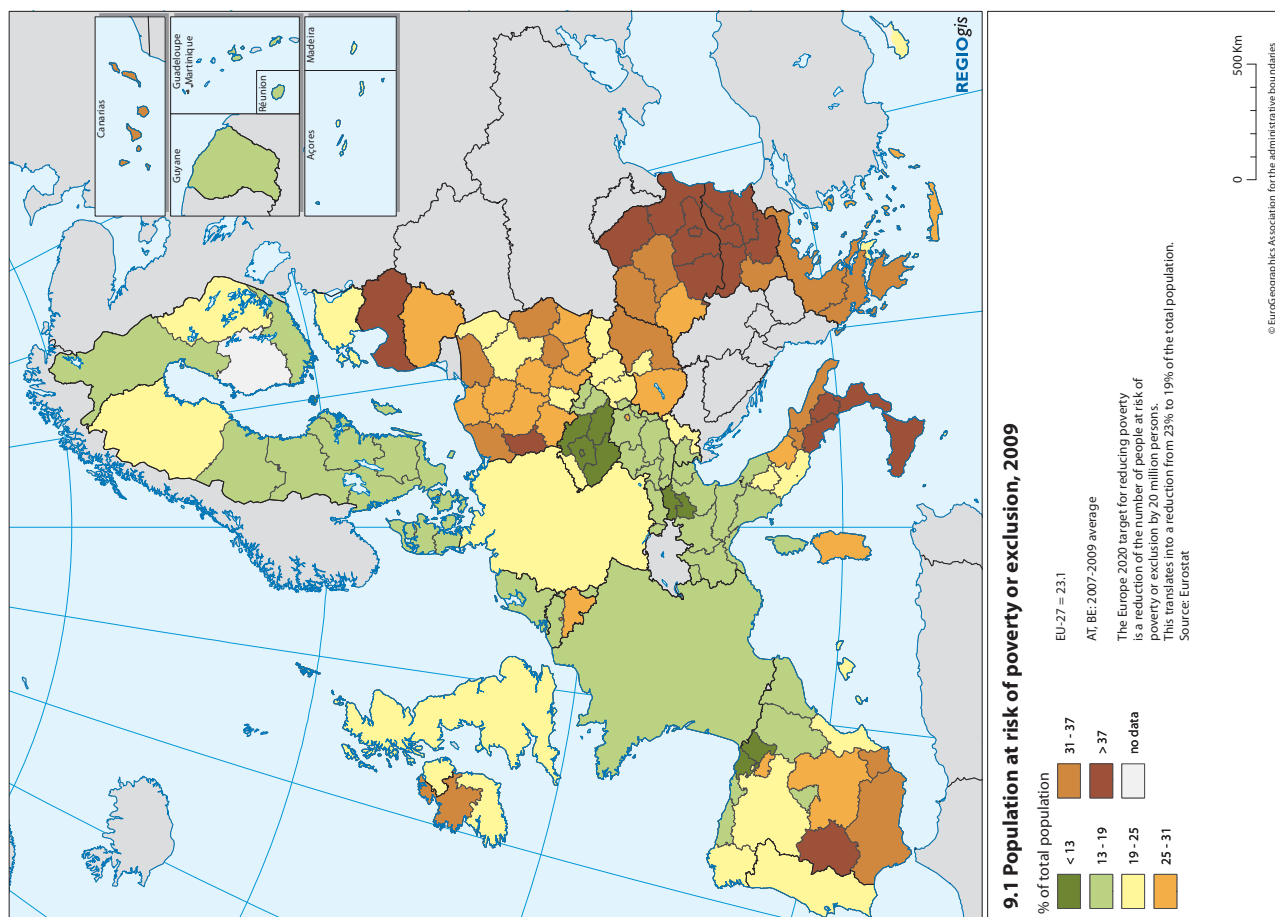 Canarias
Guyane
Guadeloupe
Martinique
Réunion
Açores
Madeira
REGIOgis
9.1 Population at risk of poverty or exclusion, 2009
% of total population
< 13
13 - 19
19 - 25
25 - 31
31 - 37
> 37
no data
EU-27 = 23.1
AT, BE: 2007-2009 average
The Europe 2020 target for reducing poverty
is a reduction of the number of people at risk of
poverty or exclusion by 20 million persons.
This translates into a reduction from 23% to 19% of the total population.
Source: Eurostat
0 500 Km
© EuroGeographics Association for the administrative boundaries